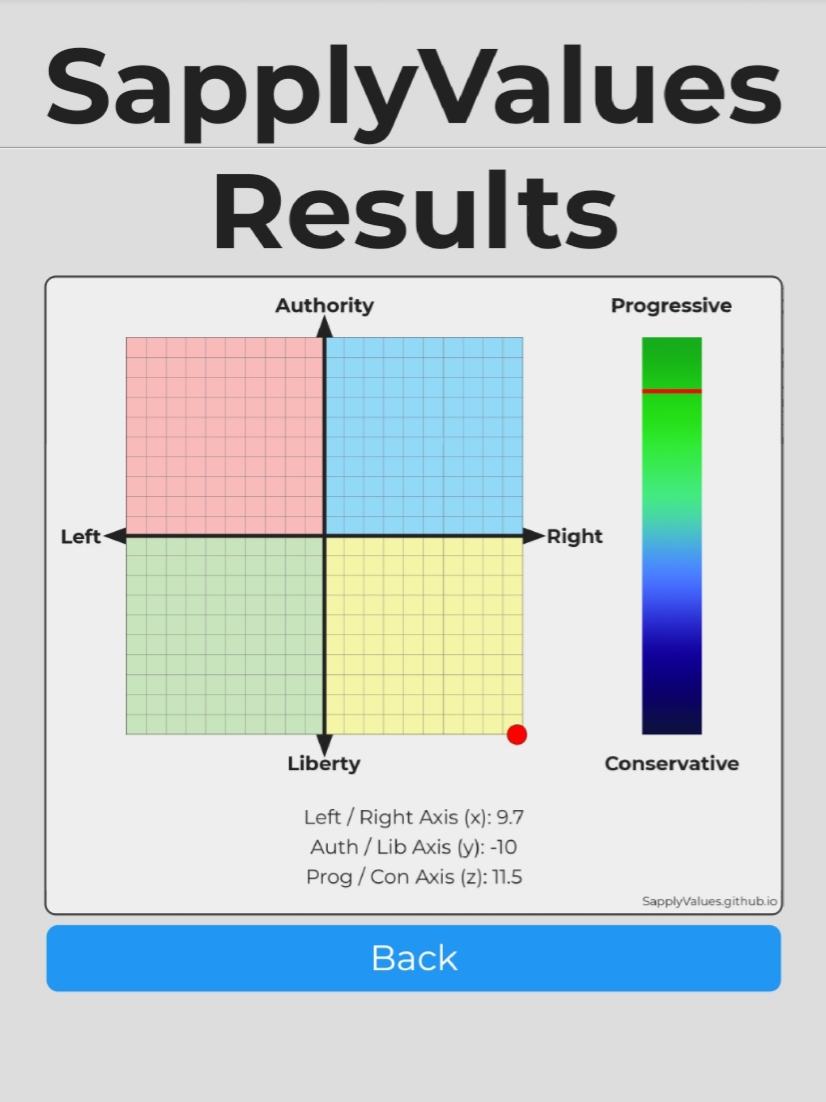 SapplyValues
Results
Authority
Progressive
Left
Right
Liberty
Conservative
Left / Right Axis (x): 9.7
Auth / Lib Axis (y): -10
Prog / Con Axis (z): 11.5
SapplyValues.github.io
Back